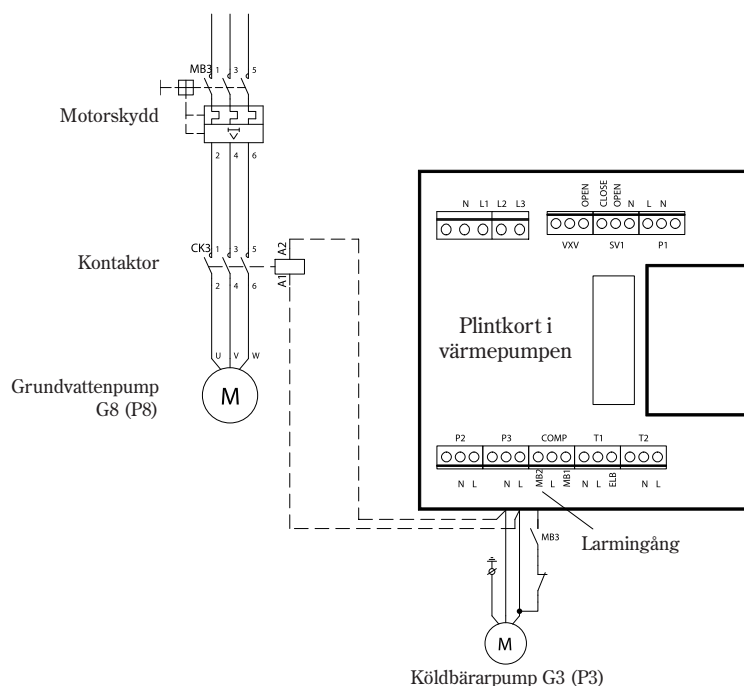 MB3 1 3 5
Motorskydd
2 4 6
CK3 1 3 5
A2
Kontaktor
A1
2 4 6
U V W
M
Grundvattenpump
G8 (P8)
OPEN CLOSE OPEN
N L1 L2 L3
N L N
VXV SV1 P1
Plintkort i
värmepumpen
P2 P3 COMP T1 T2
N L N L MB2 L MB1 N L ELB N L
Larmingång
MB3
M
Köldbärarpump G3 (P3)